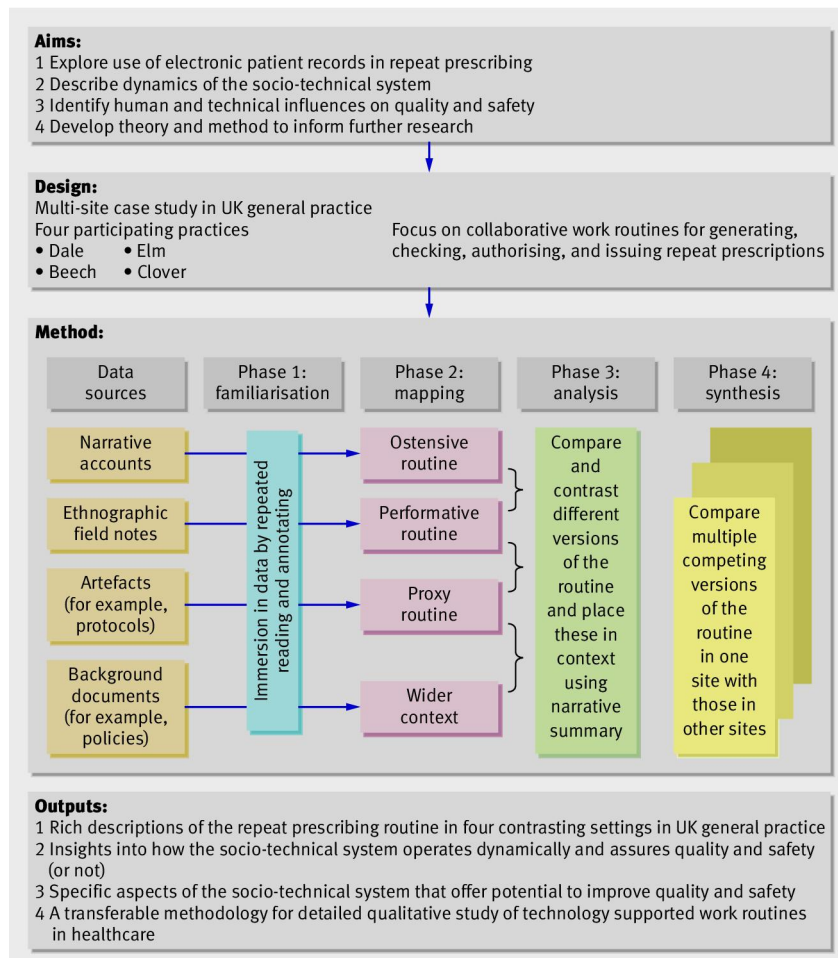 Aims:
1 Explore use of electronic patient records in repeat prescribing
2 Describe dynamics of the socio-technical system
3 Identify human and technical influences on quality and safety
4 Develop theory and method to inform further research
Design:
Multi-site case study in UK general practice
Four participating practices
• Dale
• Elm
• Beech
• Clover
Focus on collaborative work routines for generating,
checking, authorising, and issuing repeat prescriptions
Method:
Data
sources
Phase 1:
familiarisation
Phase 2:
mapping
Phase 3:
analysis
Phase 4:
synthesis
Narrative
accounts
Ethnographic
field notes
Artefacts
(for example,
protocols)
Background
documents
(for example,
policies)
Immersion in data by repeated
reading and annotating
Ostensive
routine
Performative
routine
Proxy
routine
Wider
context
Compare
and
contrast
different
versions
of the
routine
and place
these in
context
using
narrative
summary
Compare
multiple
competing
versions
of the
routine
in one
site with
those in
other sites
Outputs:
1 Rich descriptions of the repeat prescribing routine in four contrasting settings in UK general practice
2 Insights into how the socio-technical system operates dynamically and assures quality and safety
(or not)
3 Specific aspects of the socio-technical system that offer potential to improve quality and safety
4 A transferable methodology for detailed qualitative study of technology supported work routines
in healthcare